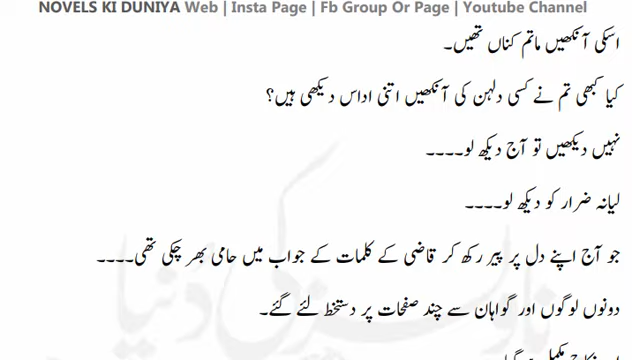 NOVELS KI DUNIYA Web | Insta Page | Fb Group Or Page | Youtube Channel
اسکی آنکھیں ماتم کناں تھیں۔
کیا کبھی تم نے کسی دلہن کی آنکھیں اتنی اداس دیکھی ہیں؟
نہیں دیکھیں تو آج دیکھ لو۔۔۔۔
لیانہ ضرار کو دیکھ لو۔۔۔۔
جو آج اپنے دل پر پیر رکھ کر قاضی کے کلمات کے جواب میں حامی بھر چکی تھی۔۔۔۔
دونوں لوگوں اور گواہان سے چند صفحات پر دستخط لئے گئے۔